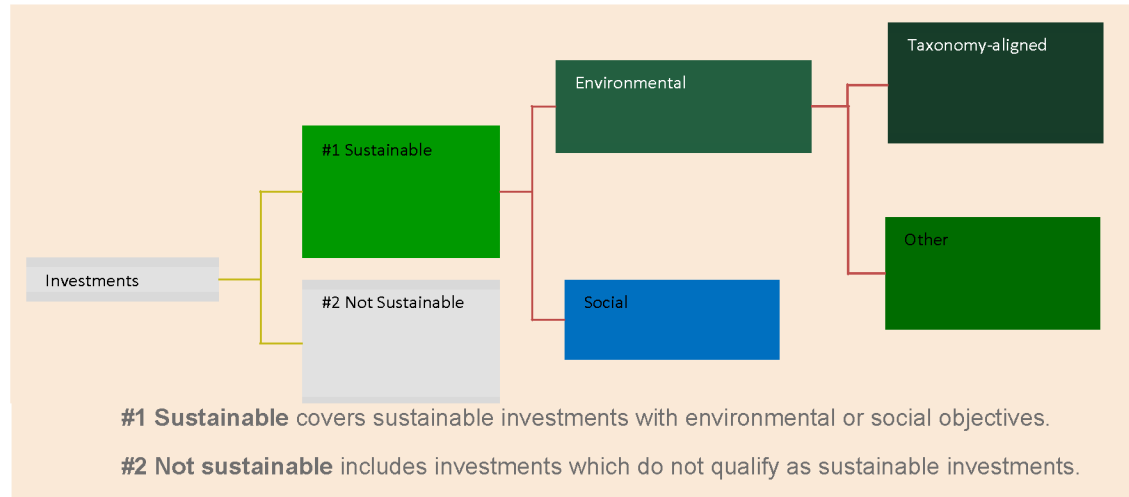 Taxonomy-aligned
Environmental
#1 Sustainable
Other
Investments
#2 Not Sustainable
Social
#1 Sustainable covers sustainable investments with environmental or social objectives.
#2 Not sustainable includes investments which do not qualify as sustainable investments.